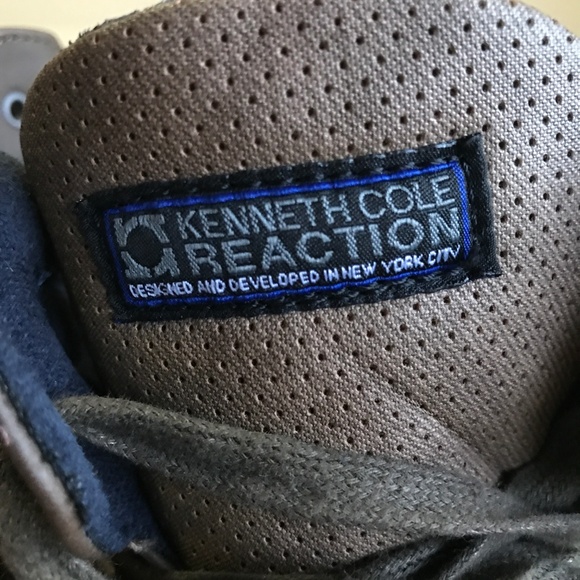 KENNETH COLE
REACTION
DESIGNED AND DEVELOPED IN NEW YORK CITY